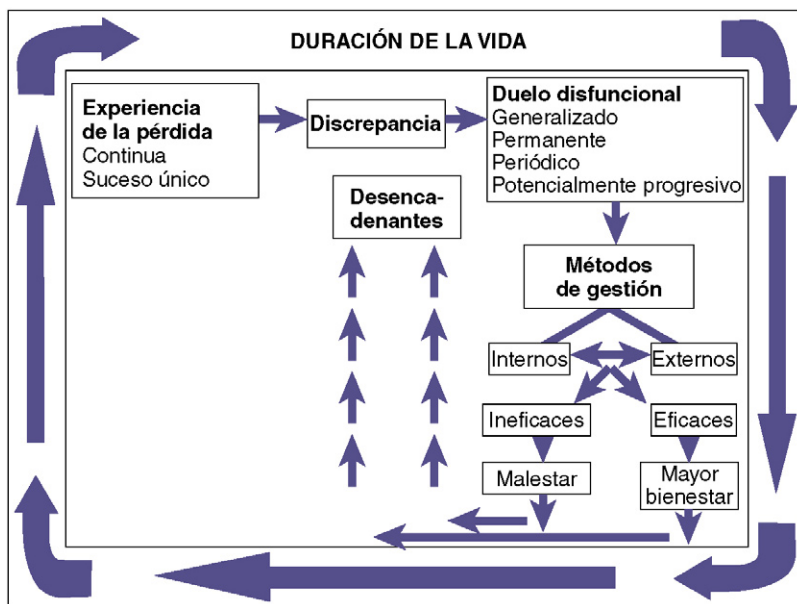 DURACIÓN DE LA VIDA
Experiencia
de la pérdida
Continua
Suceso único
Discrepancia
Duelo disfuncional
Generalizado
Permanente
Periódico
Potencialmente progresivo
Desenca-
denantes
Métodos
de gestión
Internos
Externos
Ineficaces
Eficaces
Malestar
Mayor
bienestar